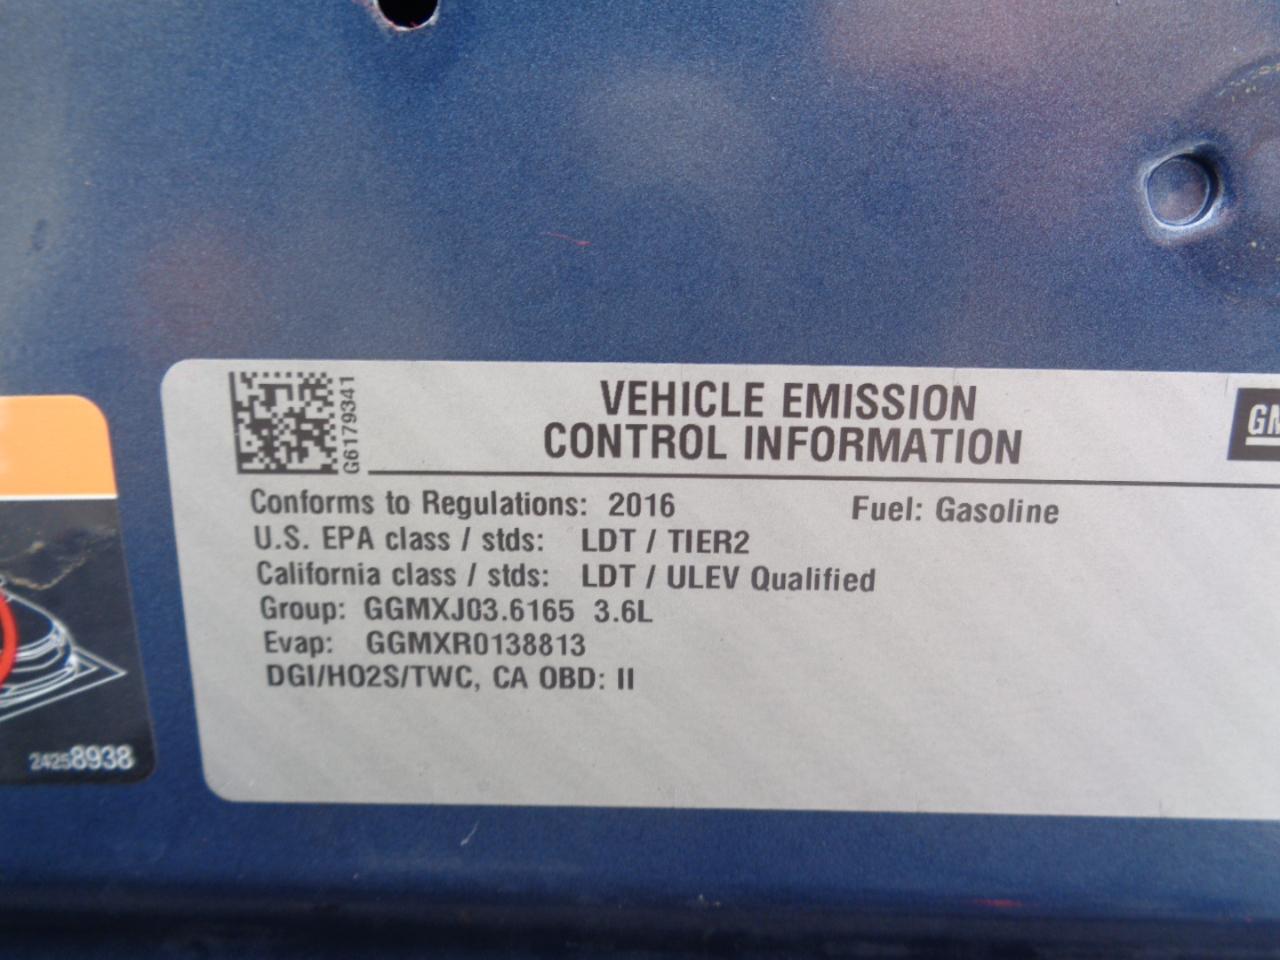 G6179341
VEHICLE EMISSION
CONTROL INFORMATION
GM
Conforms to Regulations: 2016 Fuel: Gasoline
U.S. EPA class / stds: LDT / TIER2
California class / stds: LDT / ULEV Qualified
Group: GGMXJ03.6165 3.6L
Evap: GGMXR0138813
DGI/HO2S/TWC, CA OBD: II
24258938